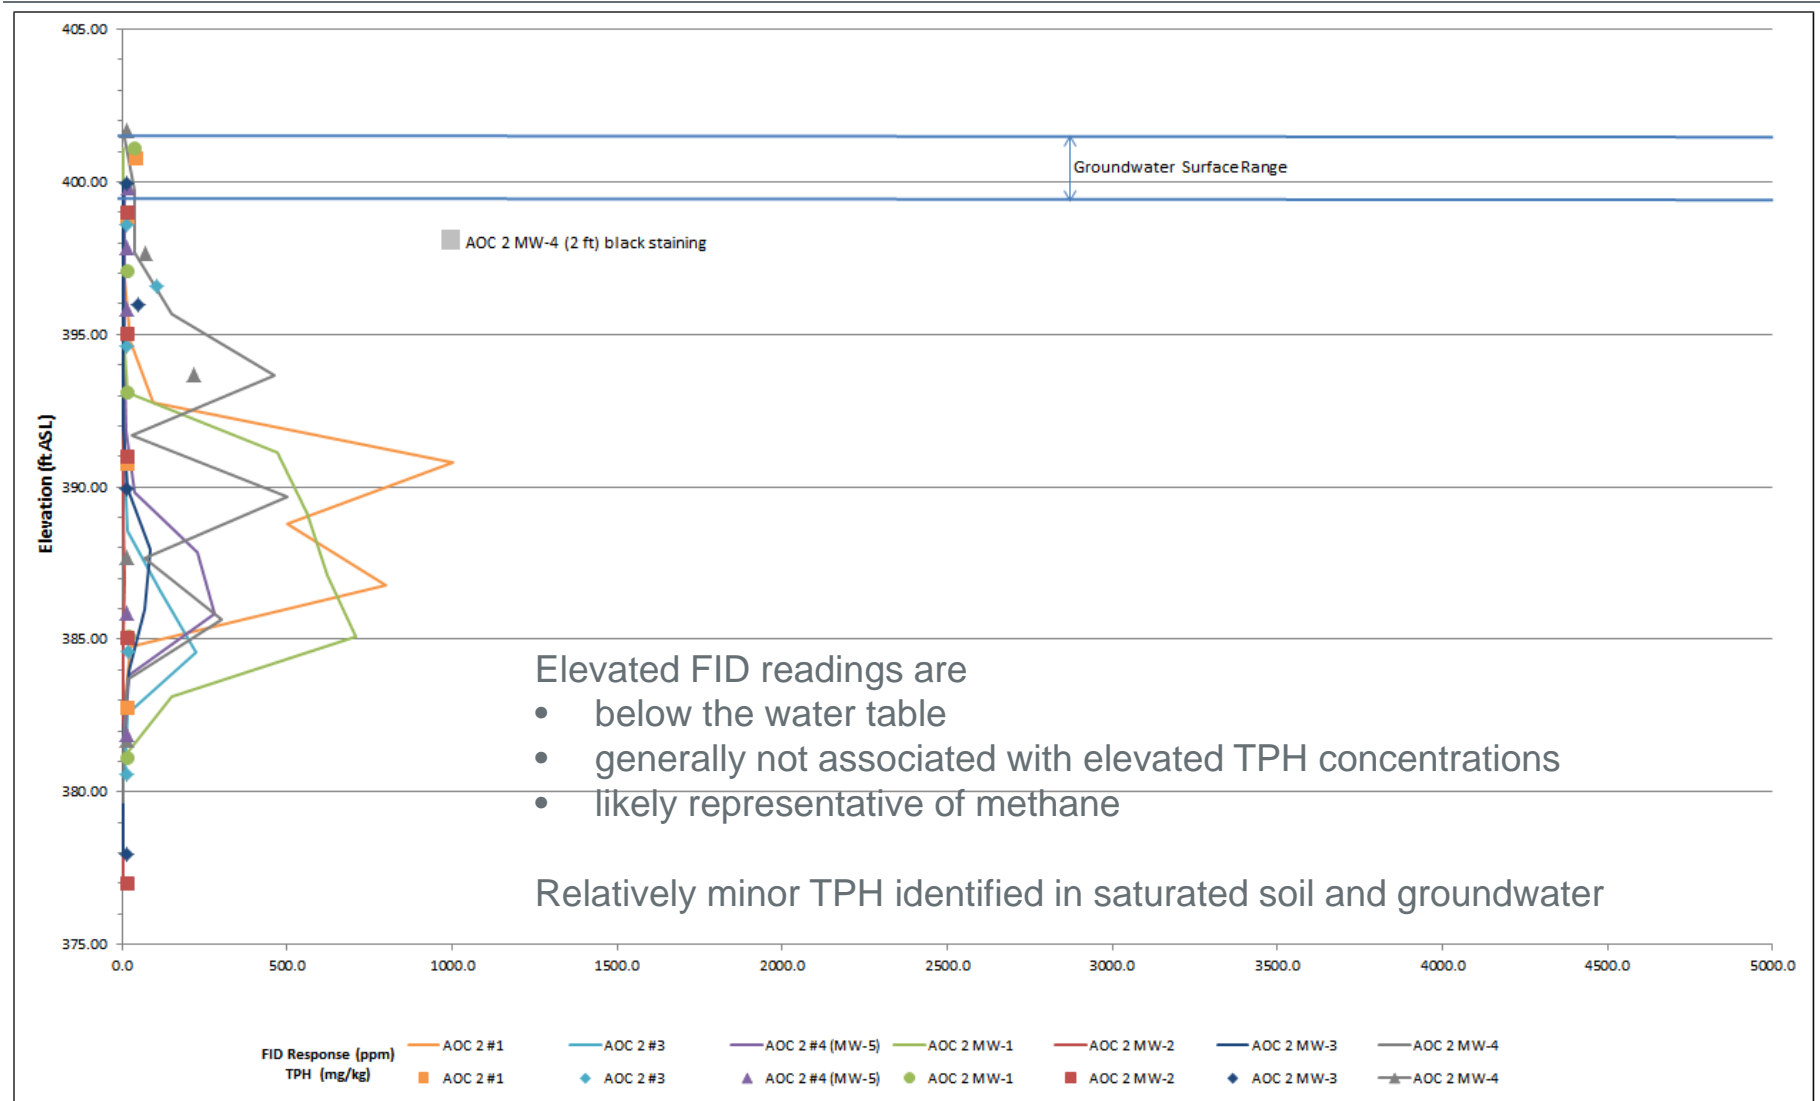 405.00
400.00
395.00
390.00
385.00
380.00
375.00
Elevation (ft ASL)
Groundwater Surface Range
AOC 2 MW-4 (2 ft) black staining
Elevated FID readings are
• below the water table
• generally not associated with elevated TPH concentrations
• likely representative of methane
Relatively minor TPH identified in saturated soil and groundwater
0.0 500.0 1000.0 1500.0 2000.0 2500.0 3000.0 3500.0 4000.0 4500.0 5000.0
FID Response (ppm) AOC 2 #1 AOC 2 #3 AOC 2 #4 (MW-5) AOC 2 MW-1 AOC 2 MW-2 AOC 2 MW-3 AOC 2 MW-4
TPH (mg/kg) AOC 2 #1 AOC 2 #3 AOC 2 #4 (MW-5) AOC 2 MW-1 AOC 2 MW-2 AOC 2 MW-3 AOC 2 MW-4